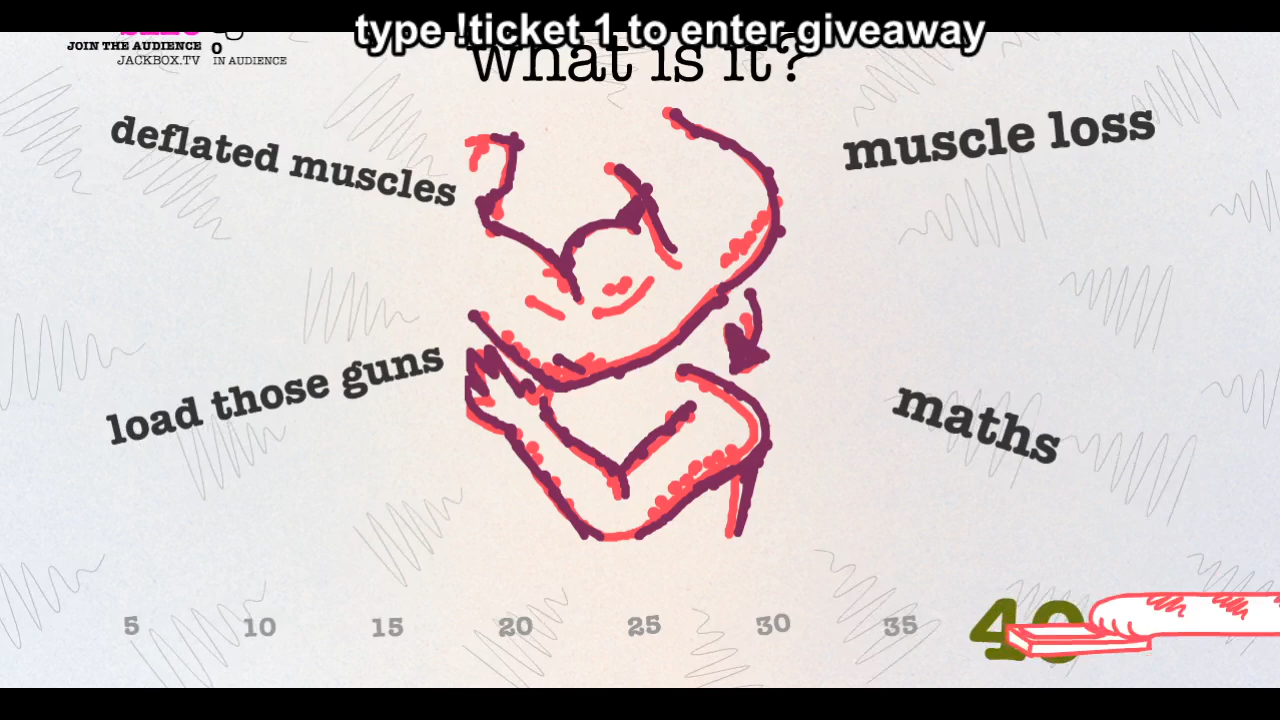 type !ticket 1 to enter giveaway
JOIN THE AUDIENCE
JACKBOX.TV
0
IN AUDIENCE
what is it?
deflated muscles
muscle loss
load those guns
maths
5 10 15 20 25 30 35 40